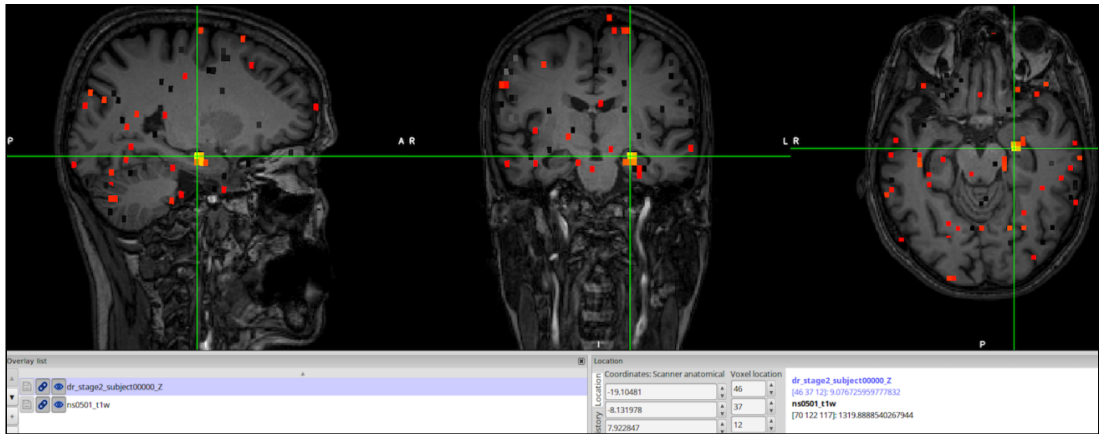 P A R L R
I P
Overlay list
Location
dr_stage2_subject00000_Z
ns0501_t1w
Location
Coordinates: Scanner anatomical Voxel location
-19.10481 46
-8.131978 37
7.922847 12
dr_stage2_subject00000_Z
[46 37 12]: 9.076725959777832
ns0501_t1w
[70 122 117]: 1319.8888540267944